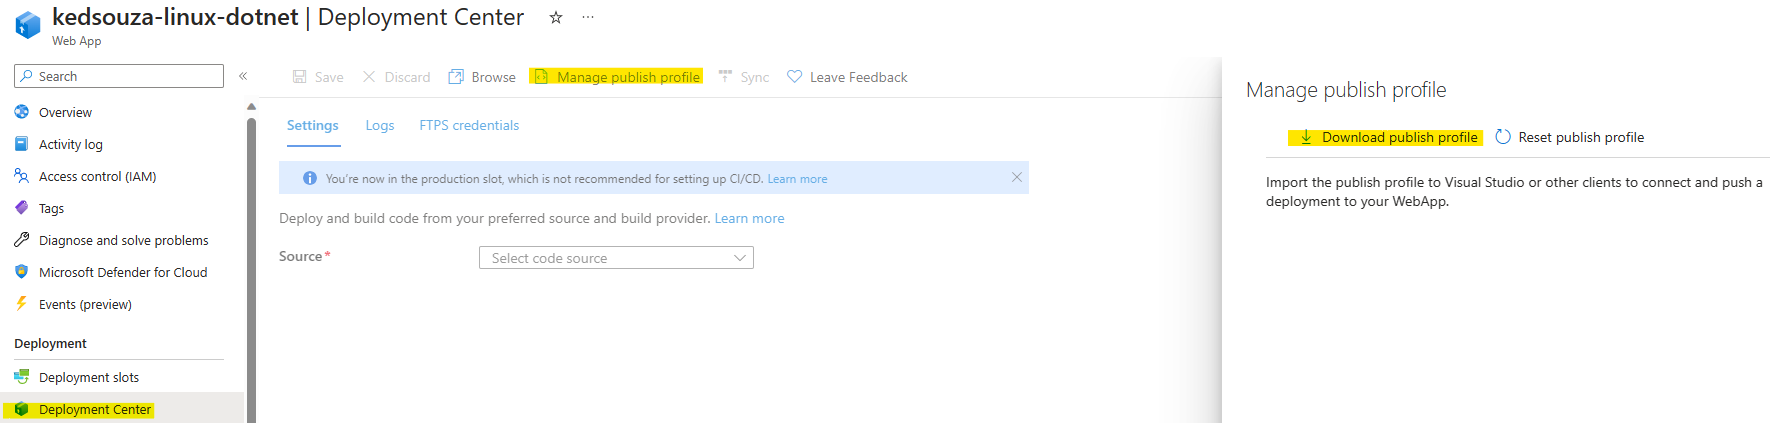 kedsouza-linux-dotnet | Deployment Center
Web App
Search
Overview
Activity log
Access control (IAM)
Tags
Diagnose and solve problems
Microsoft Defender for Cloud
Events (preview)
Deployment
Deployment slots
Deployment Center
Save Discard Browse Manage publish profile Sync Leave Feedback
Settings Logs FTPS credentials
You're now in the production slot, which is not recommended for setting up CI/CD. Learn more
Deploy and build code from your preferred source and build provider. Learn more
Source* Select code source
Manage publish profile
Download publish profile Reset publish profile
Import the publish profile to Visual Studio or other clients to connect and push a
deployment to your WebApp.